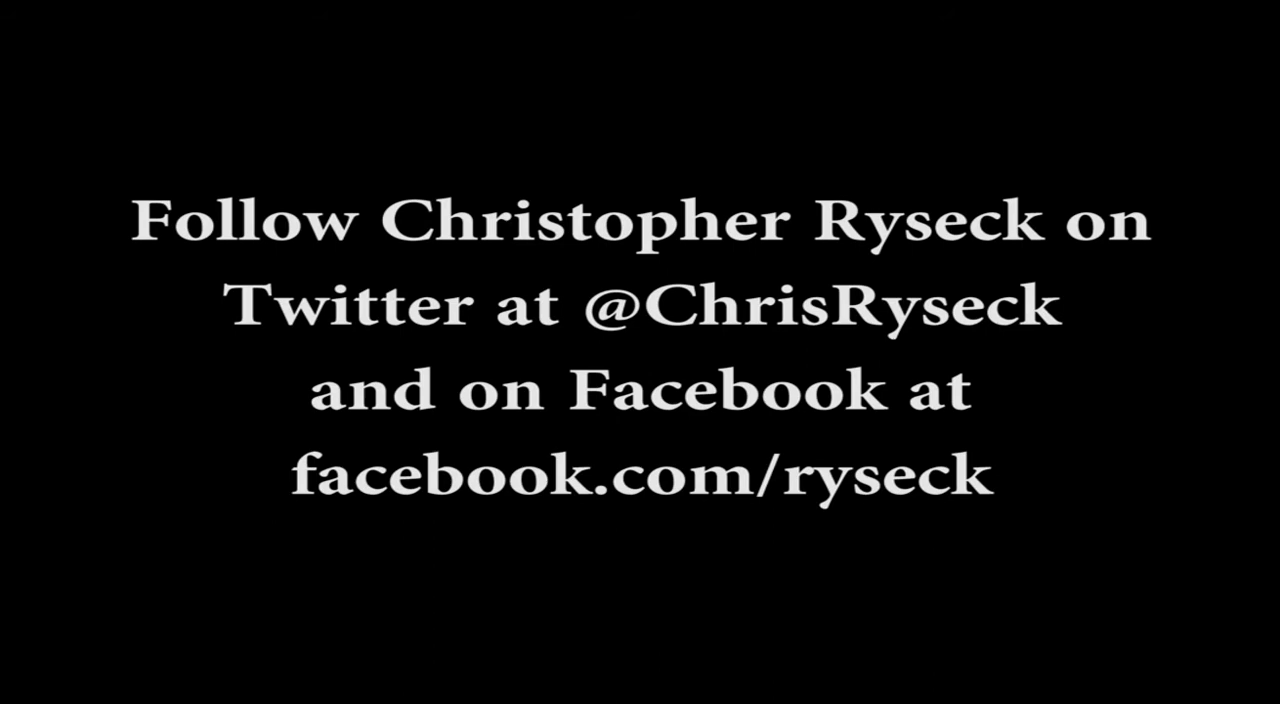 Follow Christopher Ryseck on
Twitter at @ChrisRyseck
and on Facebook at
facebook.com/ryseck